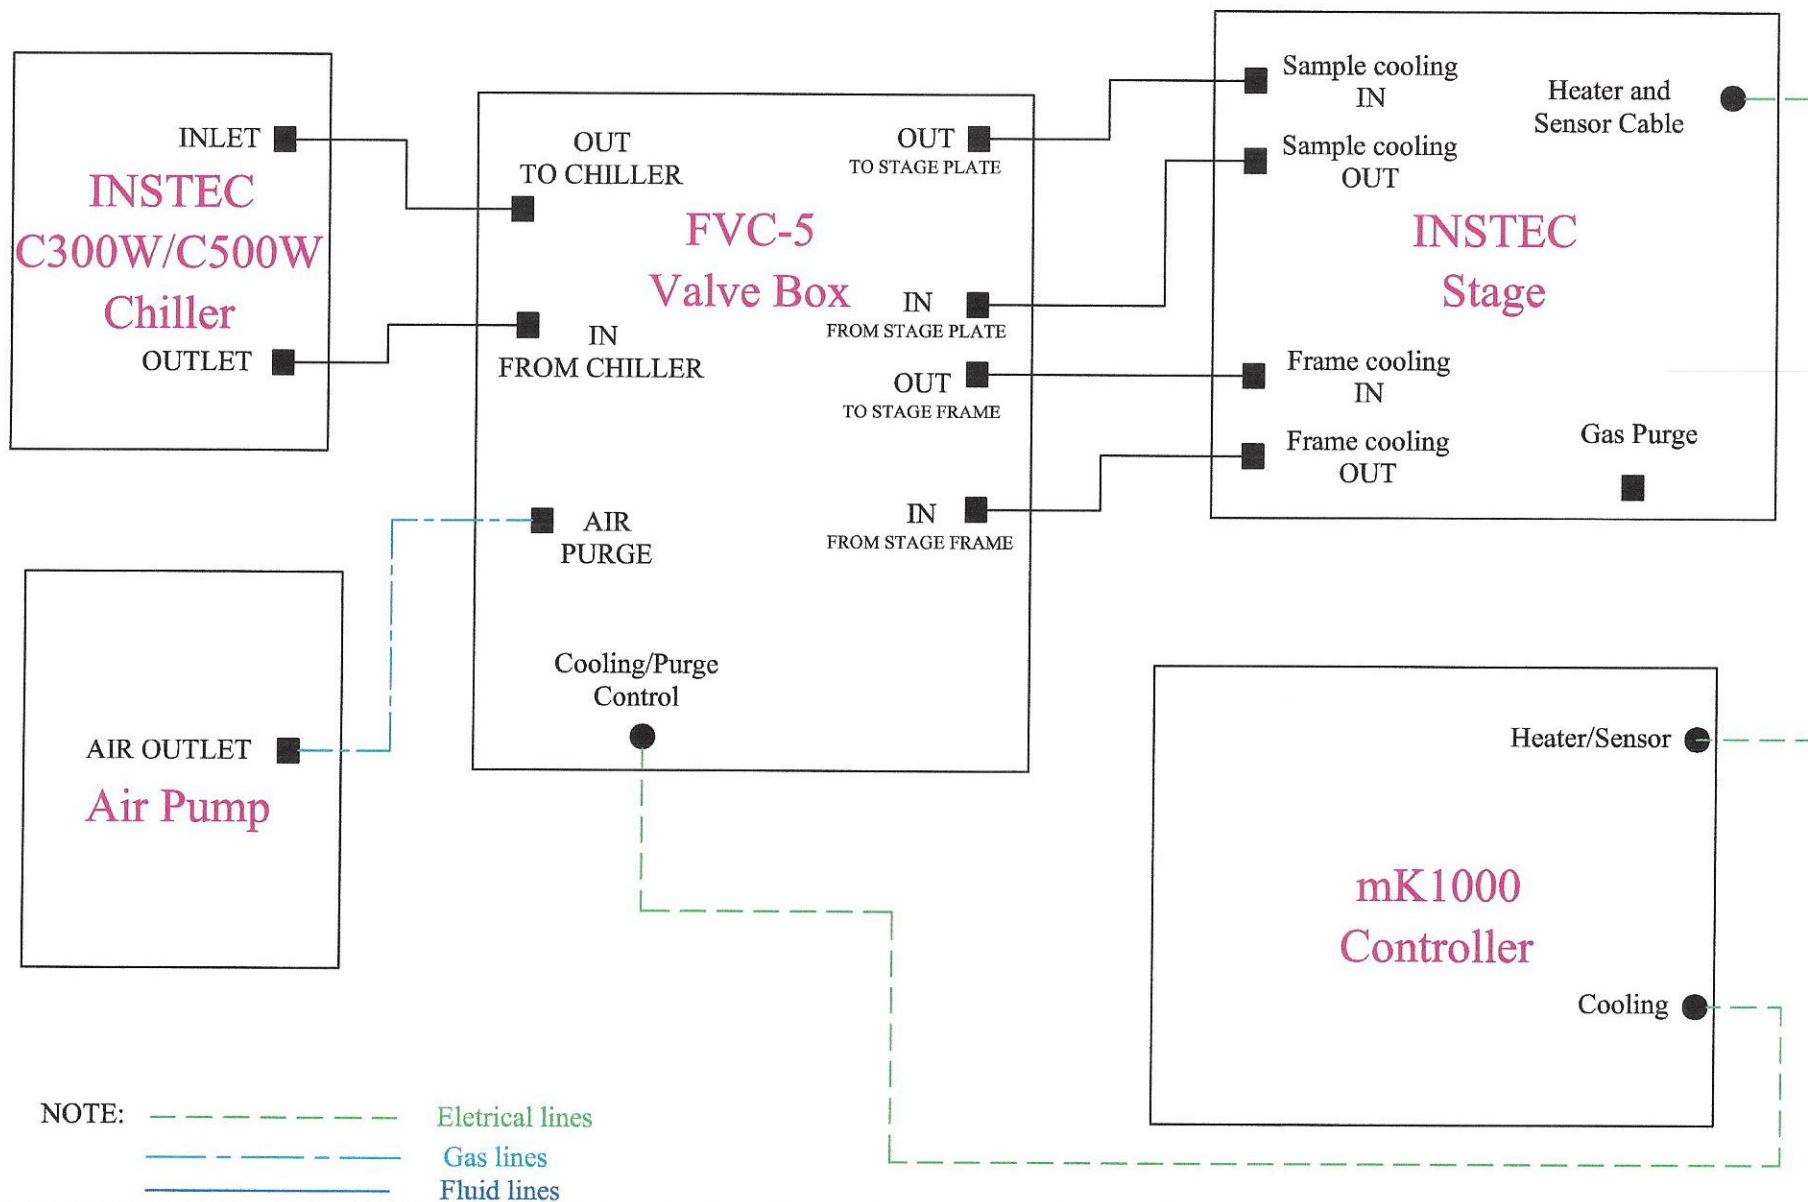 INLET
INSTEC
C300W/C500W
Chiller
OUTLET
OUT
TO CHILLER
OUT
TO STAGE PLATE
FVC-5
Valve Box
IN
FROM STAGE PLATE
IN
FROM CHILLER
OUT
TO STAGE FRAME
AIR
PURGE
IN
FROM STAGE FRAME
Cooling/Purge
Control
Sample cooling
IN
Heater and
Sensor Cable
Sample cooling
OUT
INSTEC
Stage
Frame cooling
IN
Frame cooling
OUT
Gas Purge
AIR OUTLET
Air Pump
Heater/Sensor
mK1000
Controller
Cooling
NOTE:
Eletrical lines
Gas lines
Fluid lines